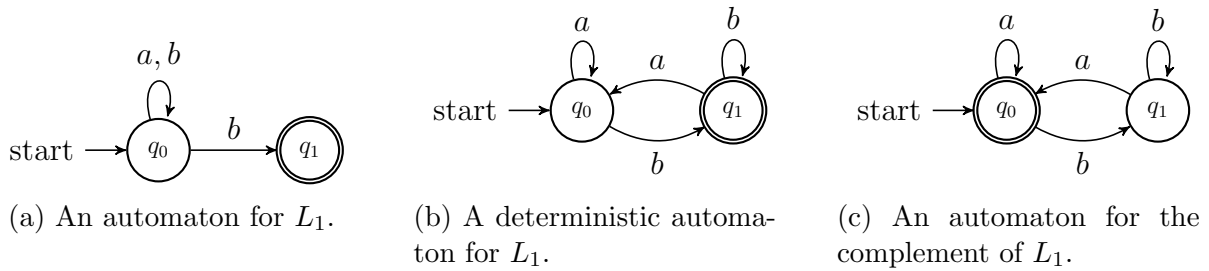 a, b
start
q0
b
q1
(a) An automaton for L1.
a
b
a
start
q0
q1
b
(b) A deterministic automa-
ton for L1.
a
b
a
start
q0
q1
b
(c) An automaton for the
complement of L1.